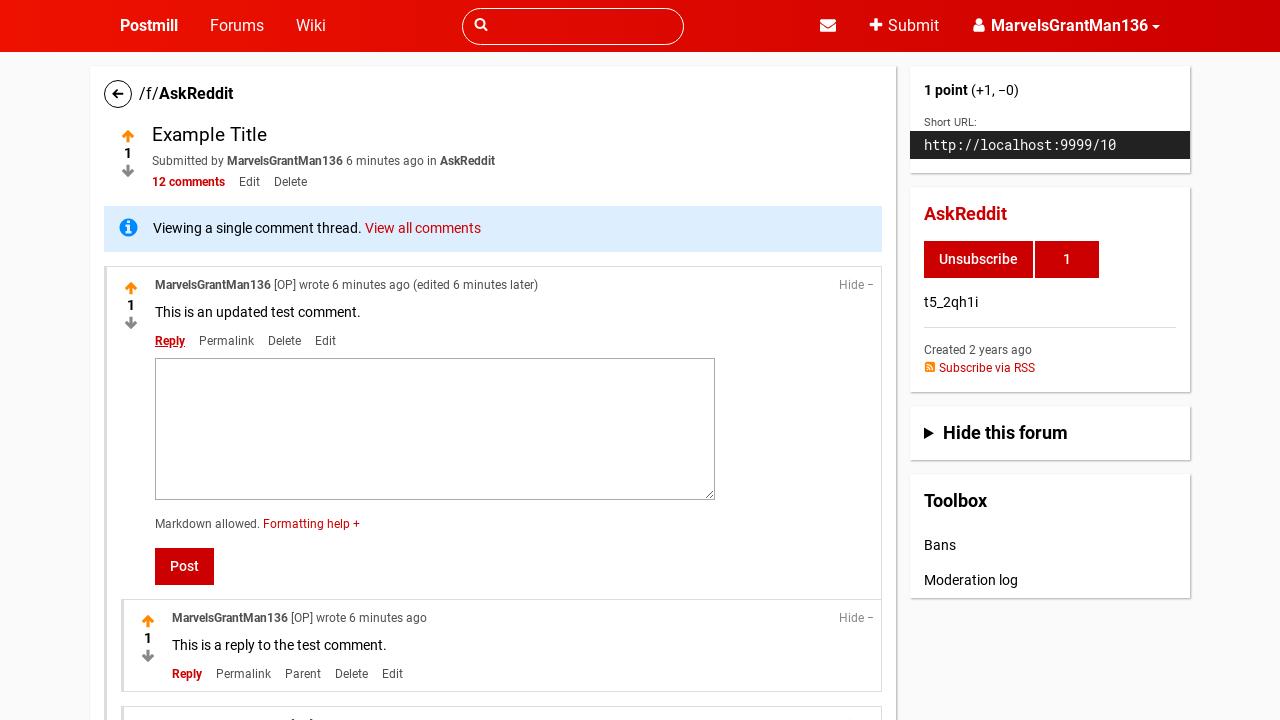 Postmill Forums Wiki Submit MarvelsGrantMan136
/f/AskReddit
Example Title
1
Submitted by MarvelsGrantMan136 6 minutes ago in AskReddit
12 comments Edit Delete
Viewing a single comment thread. View all comments
MarvelsGrantMan136 [OP] wrote 6 minutes ago (edited 6 minutes later) Hide −
1
This is an updated test comment.
Reply Permalink Delete Edit
Markdown allowed. Formatting help +
Post
MarvelsGrantMan136 [OP] wrote 6 minutes ago Hide −
1
This is a reply to the test comment.
Reply Permalink Parent Delete Edit
1 point (+1, −0)
Short URL:
http://localhost:9999/10
AskReddit
Unsubscribe 1
t5_2qh1i
Created 2 years ago
Subscribe via RSS
Hide this forum
Toolbox
Bans
Moderation log